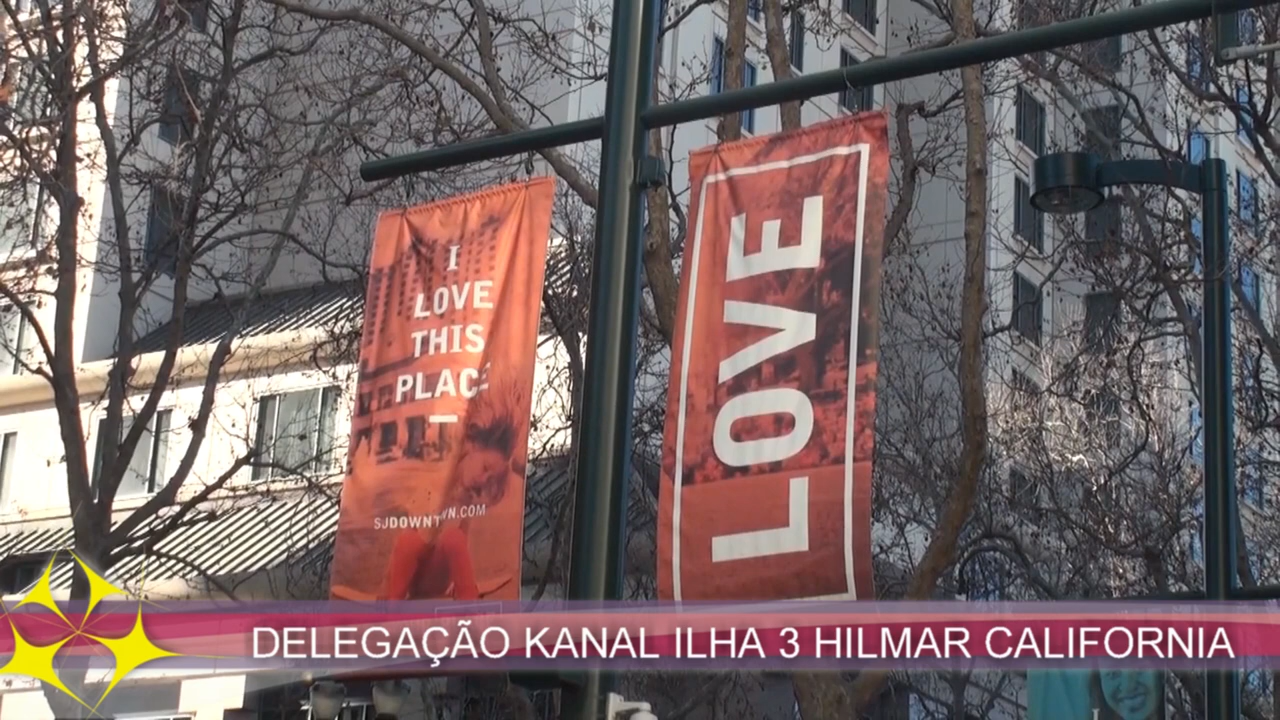 I
LOVE
THIS
PLACE
SJDOWNTOWN.COM
LOVE
DELEGAÇÃO KANAL ILHA 3 HILMAR CALIFORNIA